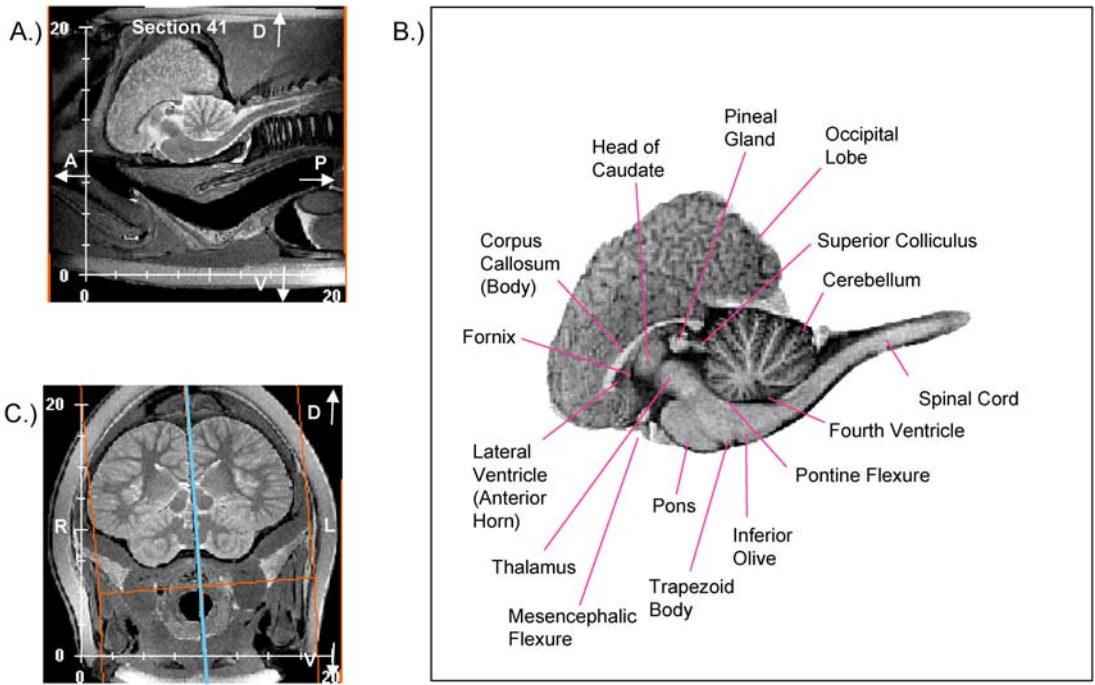 A.)
20
Section 41
D
A
P
0
V
0
20
B.)
Pineal
Gland
Head of
Caudate
Occipital
Lobe
Corpus
Callosum
(Body)
Superior Colliculus
Cerebellum
Fornix
Spinal Cord
Fourth Ventricle
Lateral
Ventricle
(Anterior
Horn)
Pontine Flexure
Pons
Inferior
Olive
Thalamus
Trapezoid
Body
Mesencephalic
Flexure
C.)
20
D
R
L
0
V
0
20